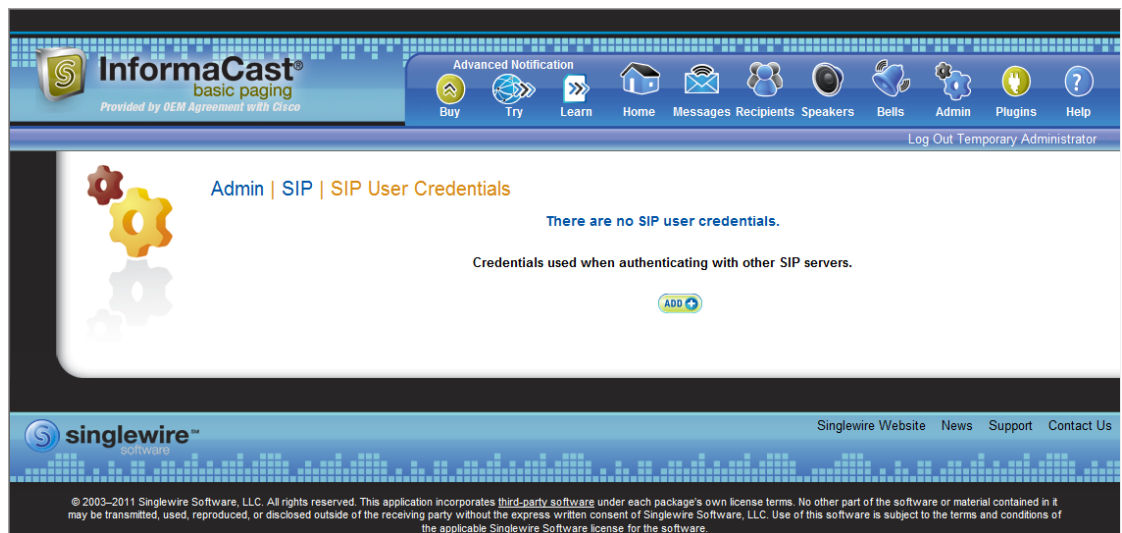 InformaCast®
basic paging
Provided by OEM Agreement with Cisco
Advanced Notification
Buy Try Learn Home Messages Recipients Speakers Bells Admin Plugins Help
Log Out Temporary Administrator
Admin | SIP | SIP User Credentials
There are no SIP user credentials.
Credentials used when authenticating with other SIP servers.
ADD
singlewire℠
software
Singlewire Website News Support Contact Us
© 2003–2011 Singlewire Software, LLC. All rights reserved. This application incorporates third-party software under each package's own license terms. No other part of the software or material contained in it
may be transmitted, used, reproduced, or disclosed outside of the receiving party without the express written consent of Singlewire Software, LLC. Use of this software is subject to the terms and conditions of
the applicable Singlewire Software license for the software.